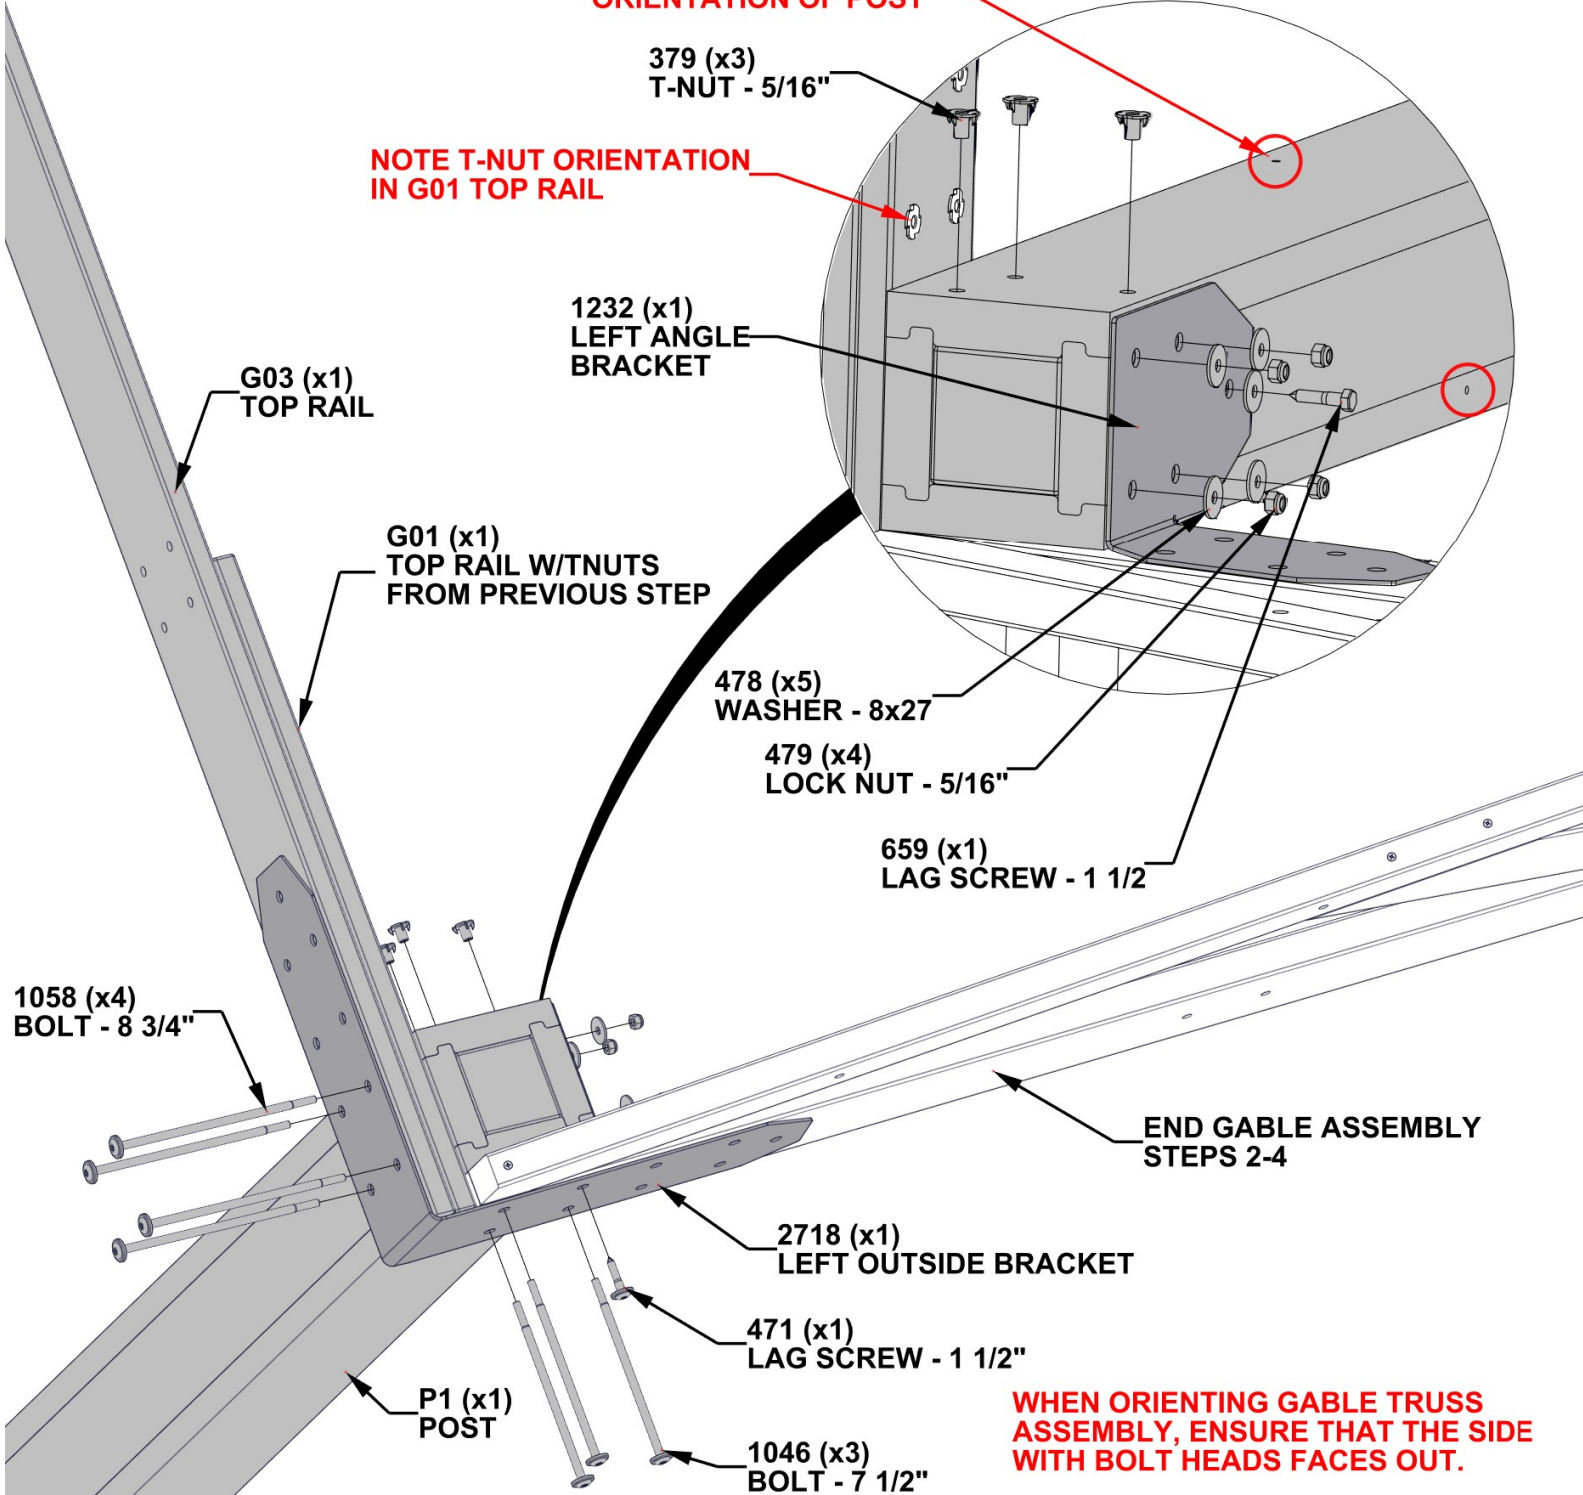 ORIENTATION OF POST
379 (x3)
T-NUT - 5/16"
NOTE T-NUT ORIENTATION
IN G01 TOP RAIL
1232 (x1)
LEFT ANGLE
BRACKET
G03 (x1)
TOP RAIL
G01 (x1)
TOP RAIL W/TNUTS
FROM PREVIOUS STEP
478 (x5)
WASHER - 8x27
479 (x4)
LOCK NUT - 5/16"
659 (x1)
LAG SCREW - 1 1/2
1058 (x4)
BOLT - 8 3/4"
END GABLE ASSEMBLY
STEPS 2-4
2718 (x1)
LEFT OUTSIDE BRACKET
471 (x1)
LAG SCREW - 1 1/2"
P1 (x1)
POST
1046 (x3)
BOLT - 7 1/2"
WHEN ORIENTING GABLE TRUSS
ASSEMBLY, ENSURE THAT THE SIDE
WITH BOLT HEADS FACES OUT.